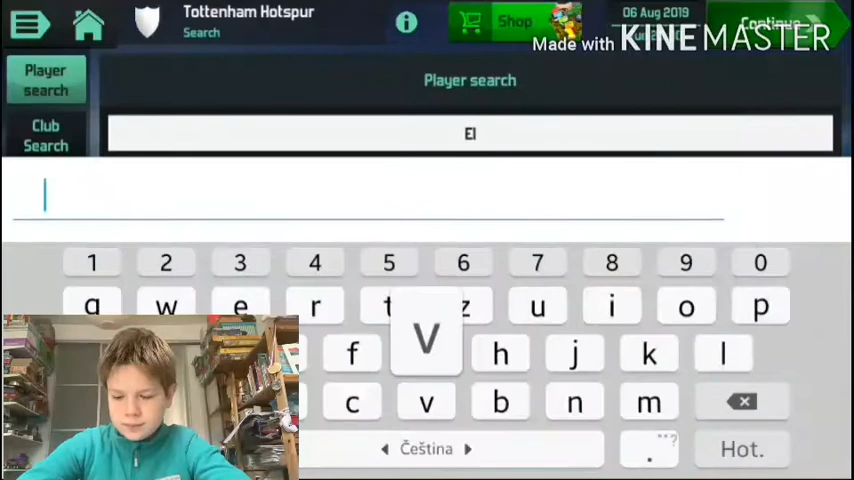 Tottenham Hotspur
Search
Shop
06 Aug 2019
Continue
Made with KINEMASTER
Player search
Player search
Club Search
El
1 2 3 4 5 6 7 8 9 0
q w e r t z u i o p
f V h j k l
c v b n m
Čeština
. ...?
Hot.